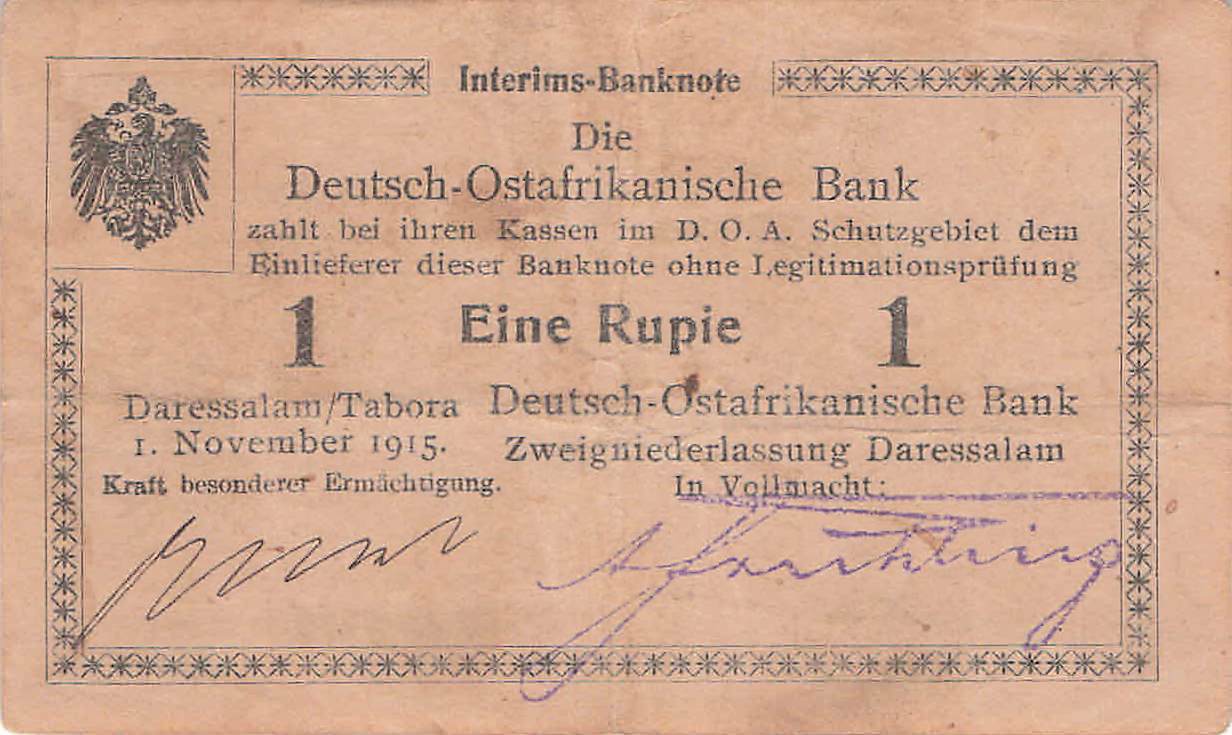 Interims-Banknote
Die
Deutsch-Ostafrikanische Bank
zahlt bei ihren Kassen im D. O. A. Schutzgebiet dem
Einlieferer dieser Banknote ohne Legitimationsprüfung
1 Eine Rupie 1
Daressalam/Tabora
1. November 1915.
Kraft besonderer Ermächtigung.
Deutsch-Ostafrikanische Bank
Zweigniederlassung Daressalam
In Vollmacht: